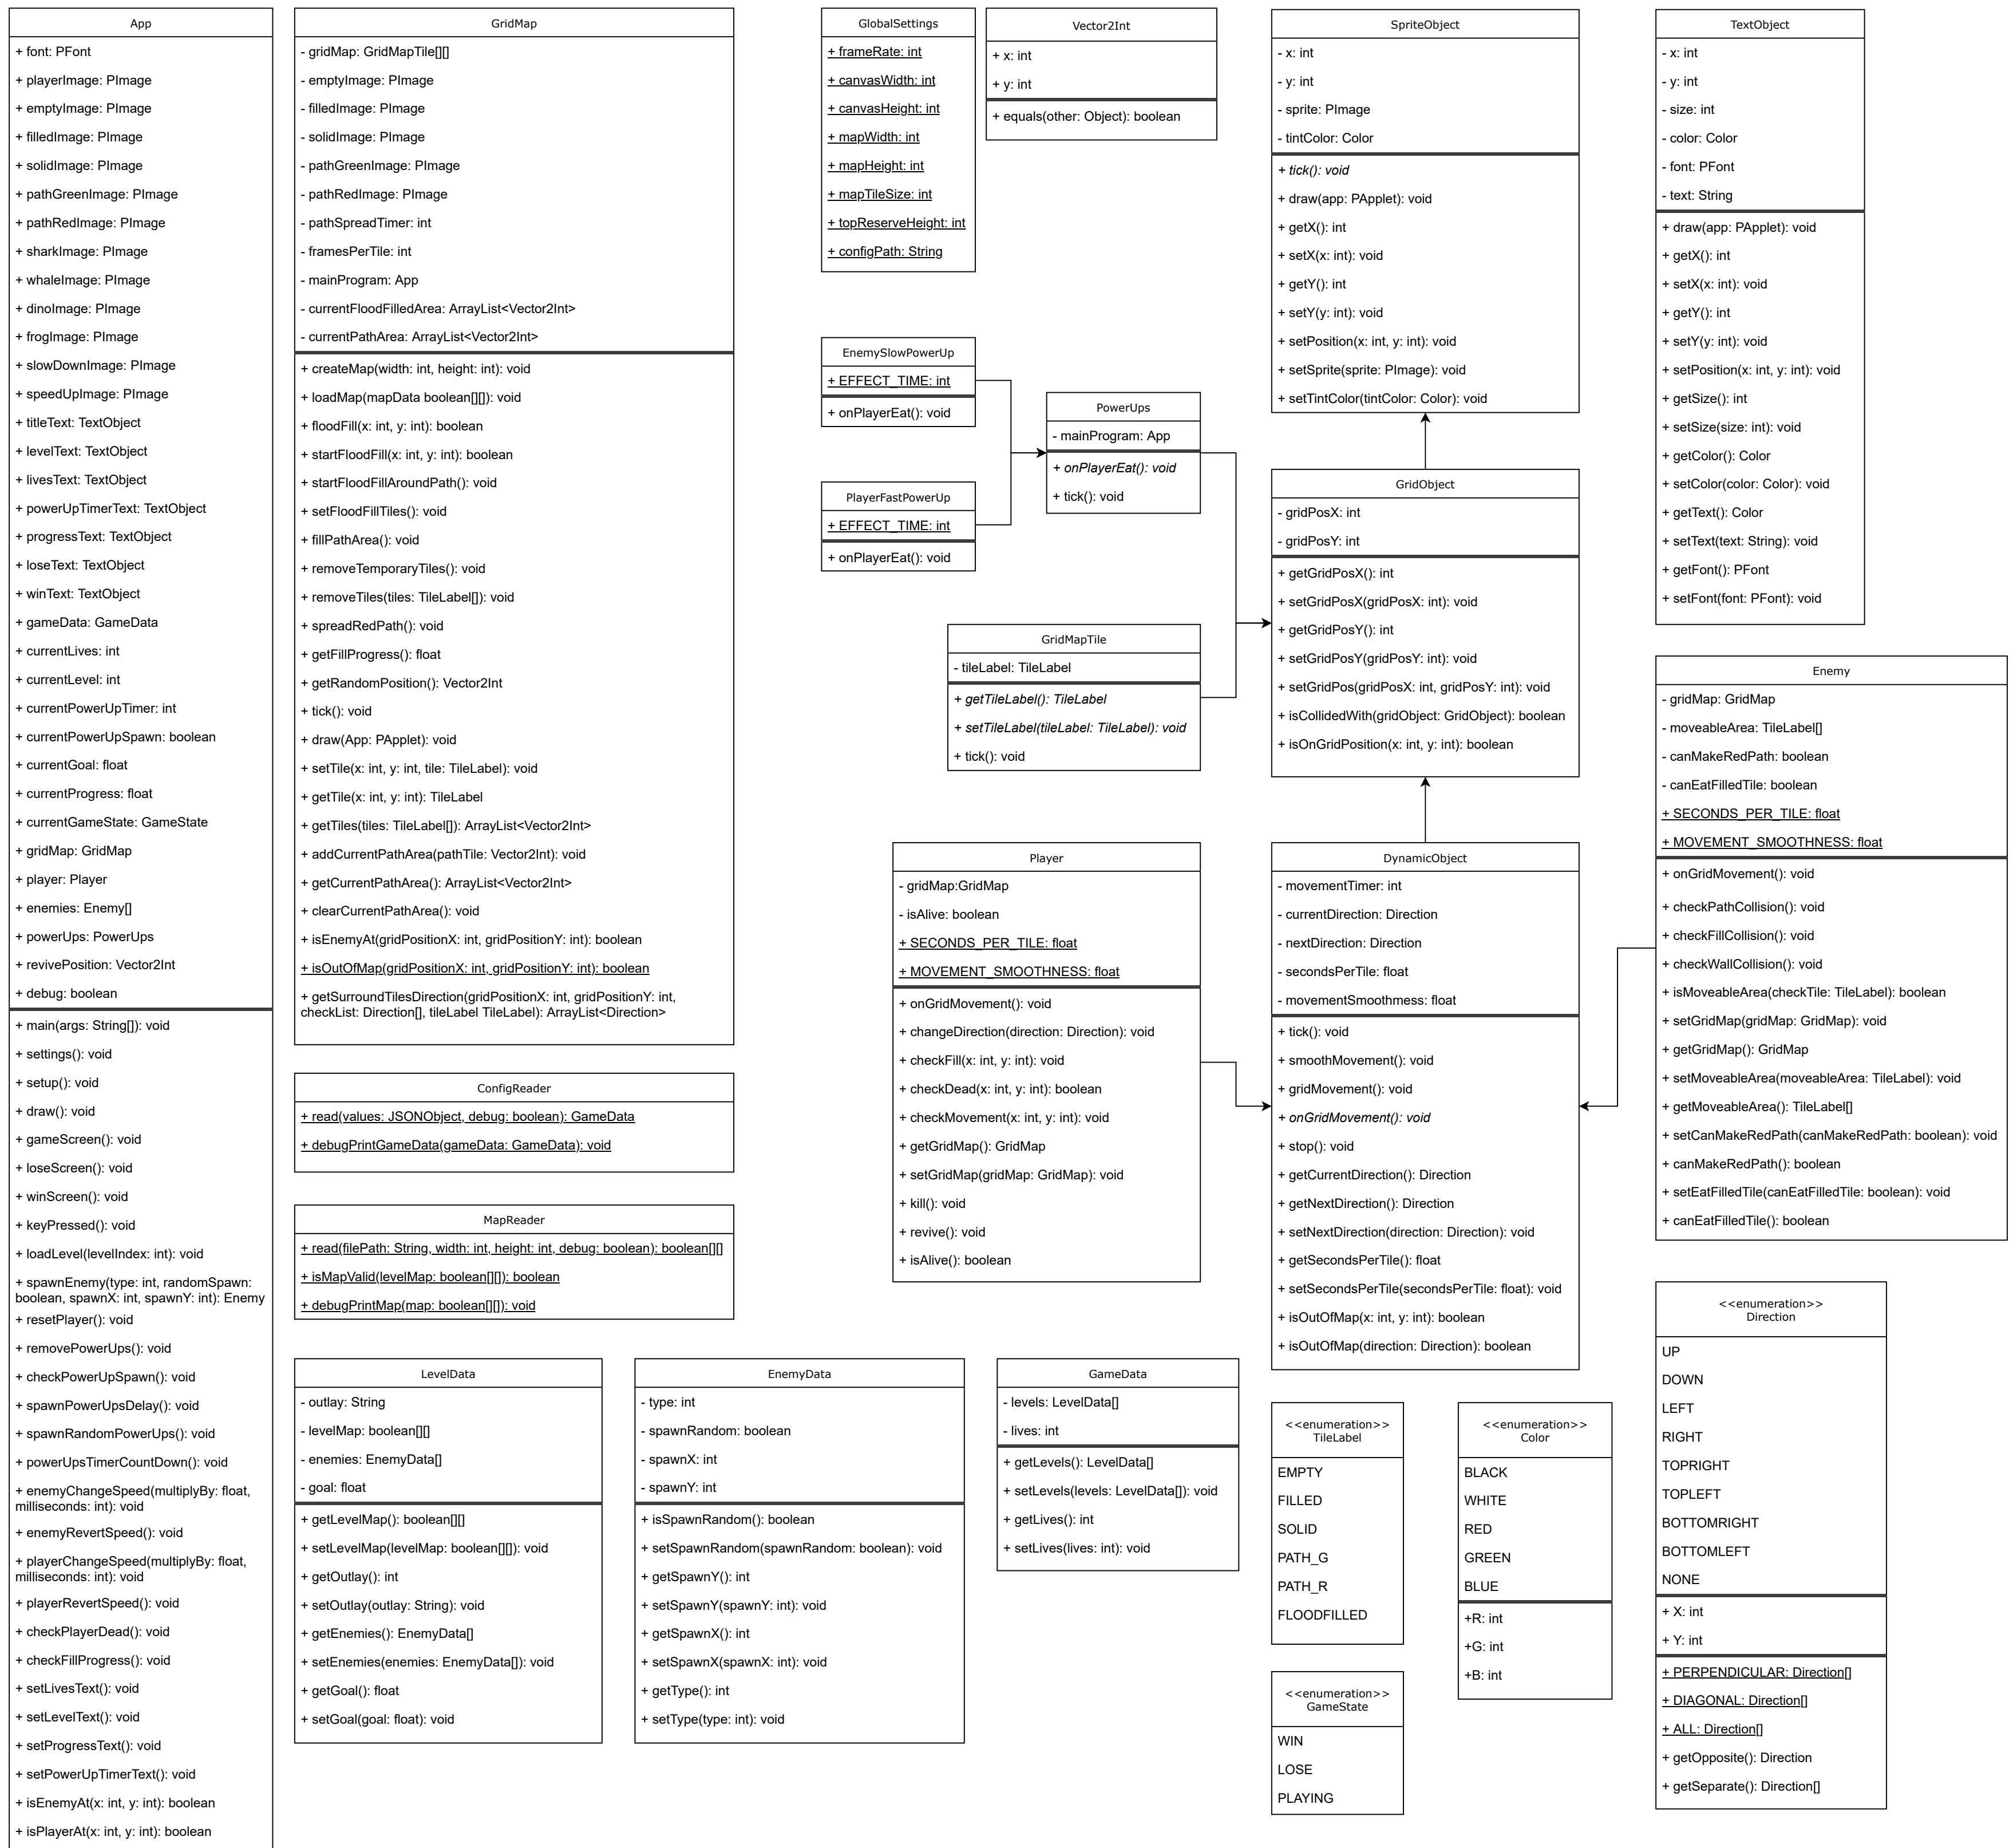 App
+ font: PFont
+ playerImage: PImage
+ emptyImage: PImage
+ filledImage: PImage
+ solidImage: PImage
+ pathGreenImage: PImage
+ pathRedImage: PImage
+ sharkImage: PImage
+ whaleImage: PImage
+ dinoImage: PImage
+ frogImage: PImage
+ slowDownImage: PImage
+ speedUpImage: PImage
+ titleText: TextObject
+ levelText: TextObject
+ livesText: TextObject
+ powerUpTimerText: TextObject
+ progressText: TextObject
+ loseText: TextObject
+ winText: TextObject
+ gameData: GameData
+ currentLives: int
+ currentLevel: int
+ currentPowerUpTimer: int
+ currentPowerUpSpawn: boolean
+ currentGoal: float
+ currentProgress: float
+ currentGameState: GameState
+ gridMap: GridMap
+ player: Player
+ enemies: Enemy[]
+ powerUps: PowerUps
+ revivePosition: Vector2Int
+ debug: boolean
+ main(args: String[]): void
+ settings(): void
+ setup(): void
+ draw(): void
+ gameScreen(): void
+ loseScreen(): void
+ winScreen(): void
+ keyPressed(): void
+ loadLevel(levelIndex: int): void
+ spawnEnemy(type: int, randomSpawn:
boolean, spawnX: int, spawnY: int): Enemy
+ resetPlayer(): void
+ removePowerUps(): void
+ checkPowerUpSpawn(): void
+ spawnPowerUpsDelay(): void
+ spawnRandomPowerUps(): void
+ powerUpsTimerCountDown(): void
+ enemyChangeSpeed(multiplyBy: float,
milliseconds: int): void
+ enemyRevertSpeed(): void
+ playerChangeSpeed(multiplyBy: float,
milliseconds: int): void
+ playerRevertSpeed(): void
+ checkPlayerDead(): void
+ checkFillProgress(): void
+ setLivesText(): void
+ setLevelText(): void
+ setProgressText(): void
+ setPowerUpTimerText(): void
+ isEnemyAt(x: int, y: int): boolean
+ isPlayerAt(x: int, y: int): boolean
GridMap
- gridMap: GridMapTile[][]
- emptyImage: PImage
- filledImage: PImage
- solidImage: PImage
- pathGreenImage: PImage
- pathRedImage: PImage
- pathSpreadTimer: int
- framesPerTile: int
- mainProgram: App
- currentFloodFilledArea: ArrayList<Vector2Int>
- currentPathArea: ArrayList<Vector2Int>
+ createMap(width: int, height: int): void
+ loadMap(mapData boolean[][]): void
+ floodFill(x: int, y: int): boolean
+ startFloodFill(x: int, y: int): boolean
+ startFloodFillAroundPath(): void
+ setFloodFillTiles(): void
+ fillPathArea(): void
+ removeTemporaryTiles(): void
+ removeTiles(tiles: TileLabel[]): void
+ spreadRedPath(): void
+ getFillProgress(): float
+ getRandomPosition(): Vector2Int
+ tick(): void
+ draw(App: PApplet): void
+ setTile(x: int, y: int, tile: TileLabel): void
+ getTile(x: int, y: int): TileLabel
+ getTiles(tiles: TileLabel[]): ArrayList<Vector2Int>
+ addCurrentPathArea(pathTile: Vector2Int): void
+ getCurrentPathArea(): ArrayList<Vector2Int>
+ clearCurrentPathArea(): void
+ isEnemyAt(gridPositionX: int, gridPositionY: int): boolean
+ isOutOfMap(gridPositionX: int, gridPositionY: int): boolean
+ getSurroundTilesDirection(gridPositionX: int, gridPositionY: int,
checkList: Direction[], tileLabel TileLabel): ArrayList<Direction>
ConfigReader
+ read(values: JSONObject, debug: boolean): GameData
+ debugPrintGameData(gameData: GameData): void
MapReader
+ read(filePath: String, width: int, height: int, debug: boolean): boolean[][]
+ isMapValid(levelMap: boolean[][]): boolean
+ debugPrintMap(map: boolean[][]): void
LevelData
- outlay: String
- levelMap: boolean[][]
- enemies: EnemyData[]
- goal: float
+ getLevelMap(): boolean[][]
+ setLevelMap(levelMap: boolean[][]): void
+ getOutlay(): int
+ setOutlay(outlay: String): void
+ getEnemies(): EnemyData[]
+ setEnemies(enemies: EnemyData[]): void
+ getGoal(): float
+ setGoal(goal: float): void
EnemyData
- type: int
- spawnRandom: boolean
- spawnX: int
- spawnY: int
+ isSpawnRandom(): boolean
+ setSpawnRandom(spawnRandom: boolean): void
+ getSpawnY(): int
+ setSpawnY(spawnY: int): void
+ getSpawnX(): int
+ setSpawnX(spawnX: int): void
+ getType(): int
+ setType(type: int): void
GameData
- levels: LevelData[]
- lives: int
+ getLevels(): LevelData[]
+ setLevels(levels: LevelData[]): void
+ getLives(): int
+ setLives(lives: int): void
GlobalSettings
+ frameRate: int
+ canvasWidth: int
+ canvasHeight: int
+ mapWidth: int
+ mapHeight: int
+ mapTileSize: int
+ topReserveHeight: int
+ configPath: String
Vector2Int
+ x: int
+ y: int
+ equals(other: Object): boolean
EnemySlowPowerUp
+ EFFECT_TIME: int
+ onPlayerEat(): void
PlayerFastPowerUp
+ EFFECT_TIME: int
+ onPlayerEat(): void
PowerUps
- mainProgram: App
+ onPlayerEat(): void
+ tick(): void
GridMapTile
- tileLabel: TileLabel
+ getTileLabel(): TileLabel
+ setTileLabel(tileLabel: TileLabel): void
+ tick(): void
Player
- gridMap:GridMap
- isAlive: boolean
+ SECONDS_PER_TILE: float
+ MOVEMENT_SMOOTHNESS: float
+ onGridMovement(): void
+ changeDirection(direction: Direction): void
+ checkFill(x: int, y: int): void
+ checkDead(x: int, y: int): boolean
+ checkMovement(x: int, y: int): void
+ getGridMap(): GridMap
+ setGridMap(gridMap: GridMap): void
+ kill(): void
+ revive(): void
+ isAlive(): boolean
SpriteObject
- x: int
- y: int
- sprite: PImage
- tintColor: Color
+ tick(): void
+ draw(app: PApplet): void
+ getX(): int
+ setX(x: int): void
+ getY(): int
+ setY(y: int): void
+ setPosition(x: int, y: int): void
+ setSprite(sprite: PImage): void
+ setTintColor(tintColor: Color): void
GridObject
- gridPosX: int
- gridPosY: int
+ getGridPosX(): int
+ setGridPosX(gridPosX: int): void
+ getGridPosY(): int
+ setGridPosY(gridPosY: int): void
+ setGridPos(gridPosX: int, gridPosY: int): void
+ isCollidedWith(gridObject: GridObject): boolean
+ isOnGridPosition(x: int, y: int): boolean
DynamicObject
- movementTimer: int
- currentDirection: Direction
- nextDirection: Direction
- secondsPerTile: float
- movementSmoothmess: float
+ tick(): void
+ smoothMovement(): void
+ gridMovement(): void
+ onGridMovement(): void
+ stop(): void
+ getCurrentDirection(): Direction
+ getNextDirection(): Direction
+ setNextDirection(direction: Direction): void
+ getSecondsPerTile(): float
+ setSecondsPerTile(secondsPerTile: float): void
+ isOutOfMap(x: int, y: int): boolean
+ isOutOfMap(direction: Direction): boolean
TextObject
- x: int
- y: int
- size: int
- color: Color
- font: PFont
- text: String
+ draw(app: PApplet): void
+ getX(): int
+ setX(x: int): void
+ getY(): int
+ setY(y: int): void
+ setPosition(x: int, y: int): void
+ getSize(): int
+ setSize(size: int): void
+ getColor(): Color
+ setColor(color: Color): void
+ getText(): Color
+ setText(text: String): void
+ getFont(): PFont
+ setFont(font: PFont): void
Enemy
- gridMap: GridMap
- moveableArea: TileLabel[]
- canMakeRedPath: boolean
- canEatFilledTile: boolean
+ SECONDS_PER_TILE: float
+ MOVEMENT_SMOOTHNESS: float
+ onGridMovement(): void
+ checkPathCollision(): void
+ checkFillCollision(): void
+ checkWallCollision(): void
+ isMoveableArea(checkTile: TileLabel): boolean
+ setGridMap(gridMap: GridMap): void
+ getGridMap(): GridMap
+ setMoveableArea(moveableArea: TileLabel): void
+ getMoveableArea(): TileLabel[]
+ setCanMakeRedPath(canMakeRedPath: boolean): void
+ canMakeRedPath(): boolean
+ setEatFilledTile(canEatFilledTile: boolean): void
+ canEatFilledTile(): boolean
<<enumeration>>
TileLabel
EMPTY
FILLED
SOLID
PATH_G
PATH_R
FLOODFILLED
<<enumeration>>
GameState
WIN
LOSE
PLAYING
<<enumeration>>
Color
BLACK
WHITE
RED
GREEN
BLUE
+R: int
+G: int
+B: int
<<enumeration>>
Direction
UP
DOWN
LEFT
RIGHT
TOPRIGHT
TOPLEFT
BOTTOMRIGHT
BOTTOMLEFT
NONE
+ X: int
+ Y: int
+ PERPENDICULAR: Direction[]
+ DIAGONAL: Direction[]
+ ALL: Direction[]
+ getOpposite(): Direction
+ getSeparate(): Direction[]